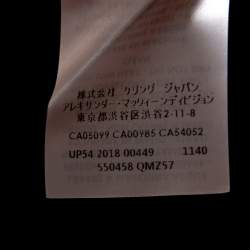 株式会社 ケリング ジャパン
アレキサンダー・マックイーンディビジョン
東京都渋谷区渋谷2-11-8
CA05099 CA00985 CA54052
UP54 2018 00449 1140
550458 QMZ57